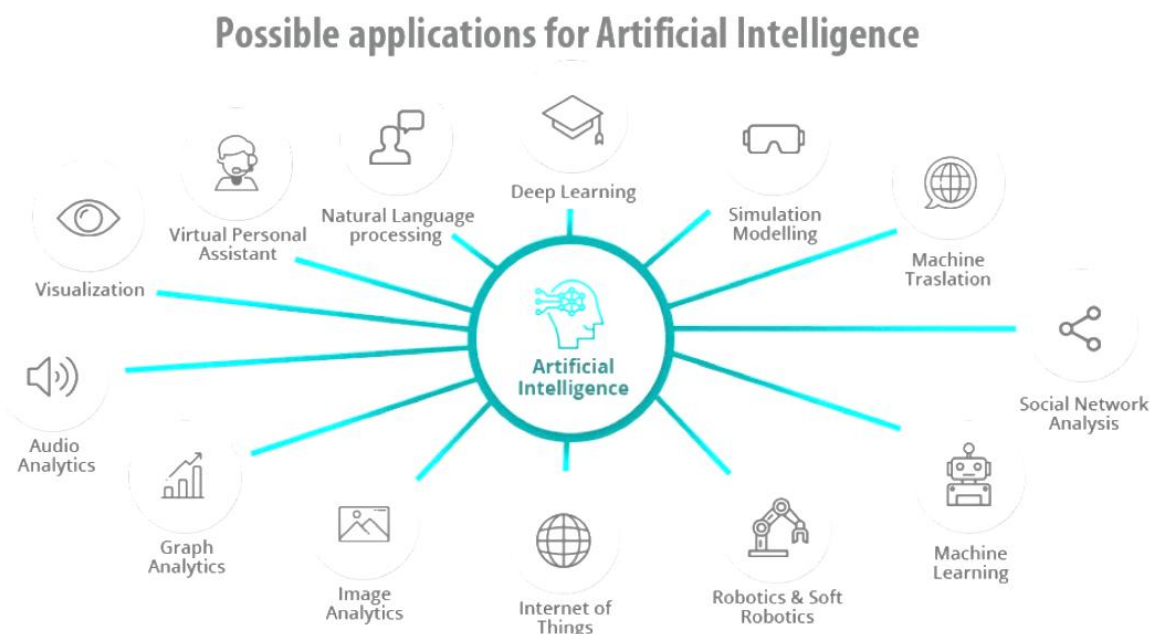 Possible applications for Artificial Intelligence
Deep Learning
Natural Language
processing
Simulation
Modelling
Virtual Personal
Assistant
Machine
Traslation
Visualization
Artificial
Intelligence
Social Network
Analysis
Audio
Analytics
Graph
Analytics
Machine
Learning
Image
Analytics
Internet of
Things
Robotics & Soft
Robotics